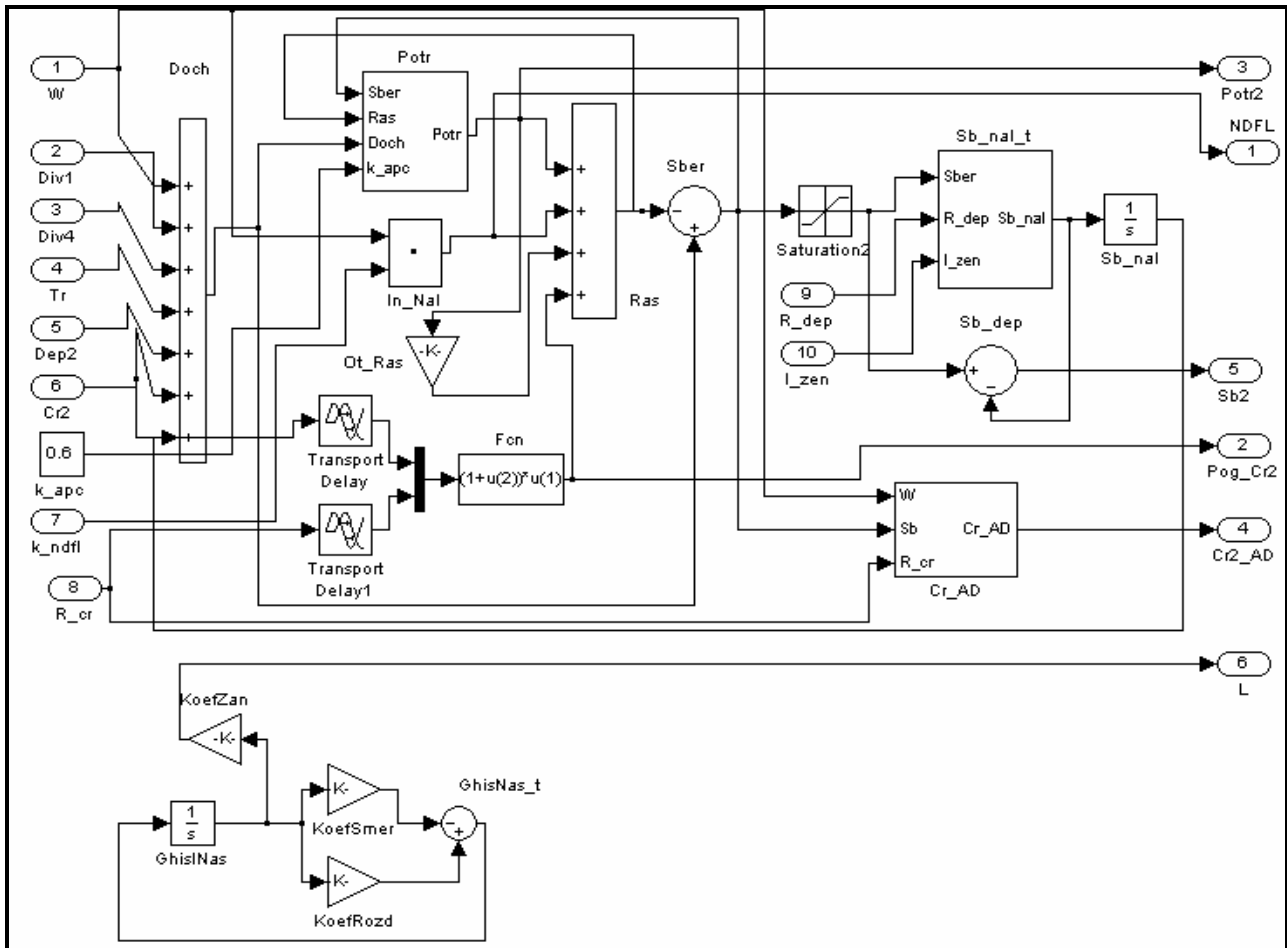 1
W
Doch
Potr
Sber
Ras
Doch
k_apc
Potr
3
Potr2
NDFL
1
2
Div1
3
Div4
4
Tr
5
Dep2
6
Cr2
0.6
k_apc
7
k_ndfl
8
R_cr
+
+
+
+
+
+
+
In_Nal
-K-
Ot_Ras
+
+
+
+
Ras
Sber
-
+
Saturation2
Sb_nal_t
Sber
R_dep
I_zen
Sb_nal
1
s
Sb_nal
9
R_dep
10
I_zen
Sb_dep
+
-
5
Sb2
Transport
Delay
Transport
Delay1
Fcn
(1+u(2))*u(1)
2
Pog_Cr2
W
Sb
R_cr
Cr_AD
Cr_AD
4
Cr2_AD
6
L
KoefZan
-K-
1
s
GhislNas
K-
KoefSmer
K-
KoefRozd
GhisNas_t
-
+